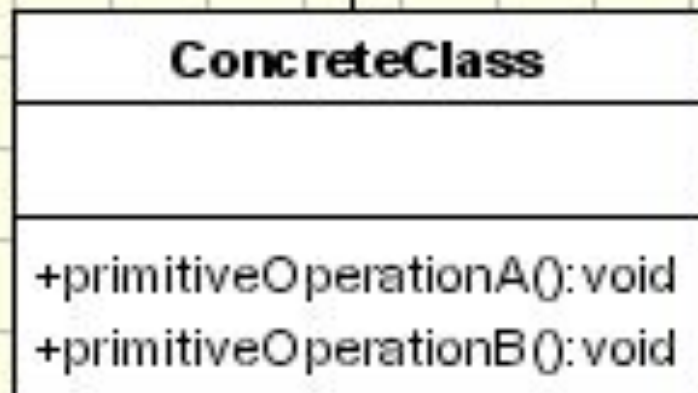 ConcreteClass
+primitiveOperationA():void
+primitiveOperationB():void